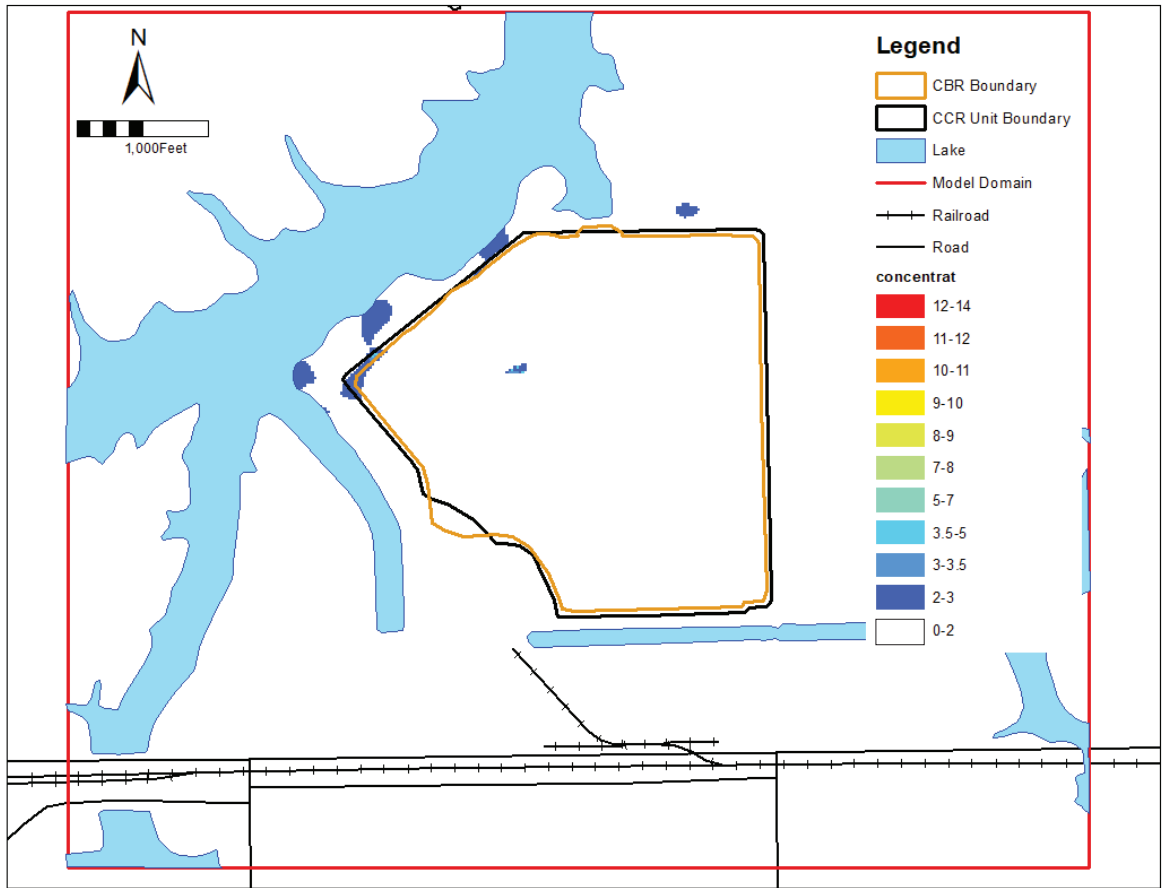 N
1,000Feet
Legend
CBR Boundary
CCR Unit Boundary
Lake
Model Domain
Railroad
Road
concentrat
12-14
11-12
10-11
9-10
8-9
7-8
5-7
3.5-5
3-3.5
2-3
0-2